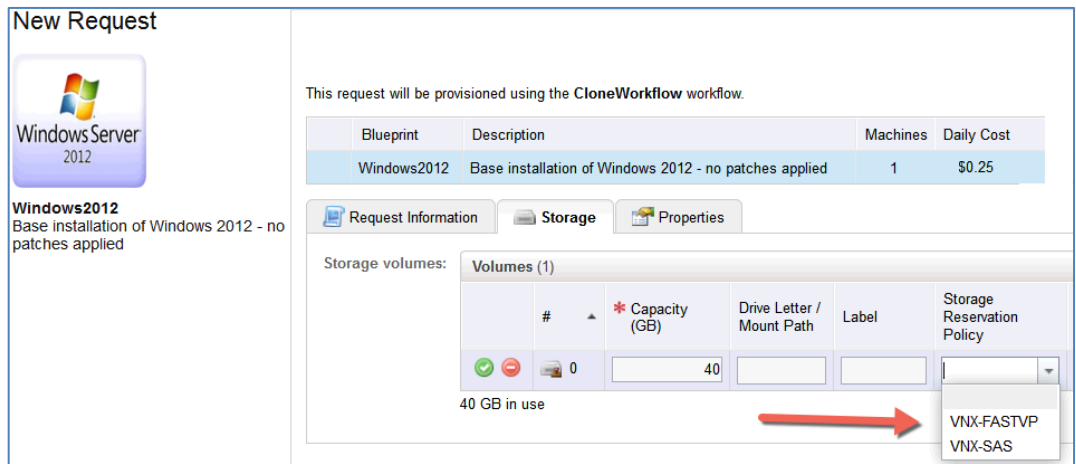 New Request
Windows Server
2012
Windows2012
Base installation of Windows 2012 - no
patches applied
This request will be provisioned using the CloneWorkflow workflow.
Blueprint Description Machines Daily Cost
Windows2012 Base installation of Windows 2012 - no patches applied 1 $0.25
Request Information Storage Properties
Storage volumes: Volumes (1)
# * Capacity (GB) Drive Letter / Mount Path Label Storage Reservation Policy
0 40
40 GB in use
VNX-FASTVP
VNX-SAS